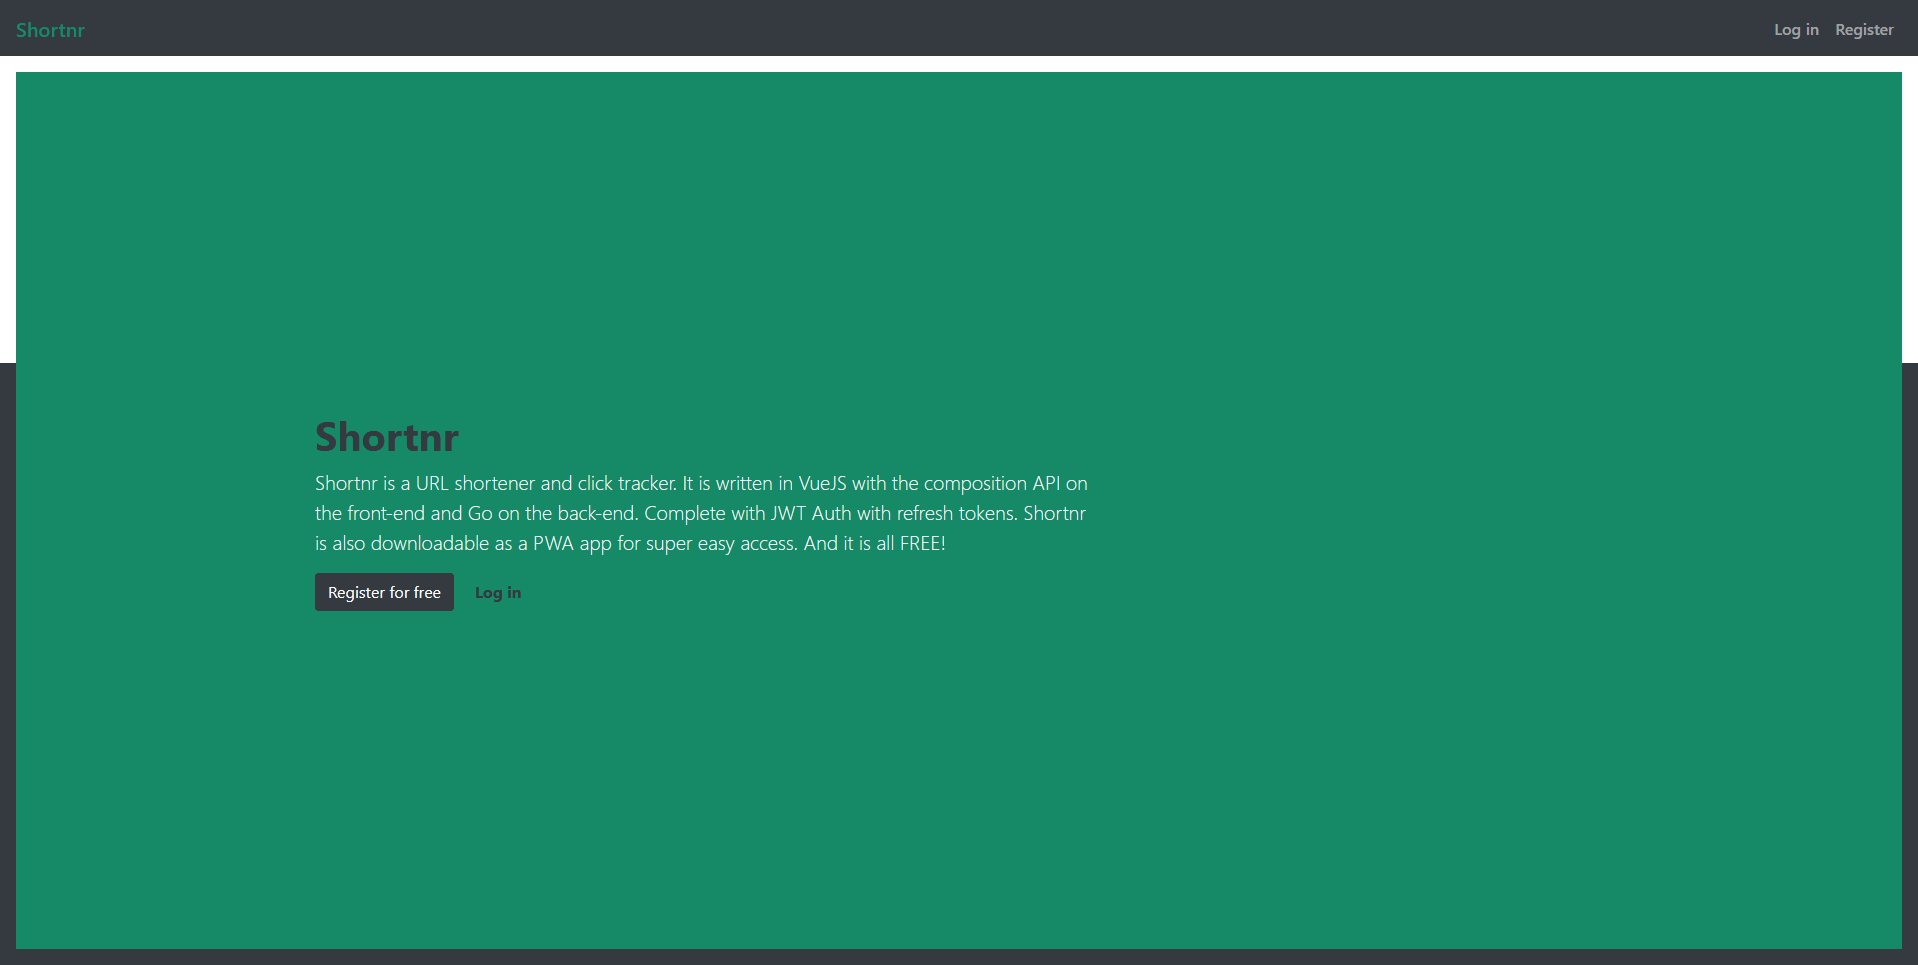 Shortnr
Log in Register
Shortnr
Shortnr is a URL shortener and click tracker. It is written in VueJS with the composition API on
the front-end and Go on the back-end. Complete with JWT Auth with refresh tokens. Shortnr
is also downloadable as a PWA app for super easy access. And it is all FREE!
Register for free Log in